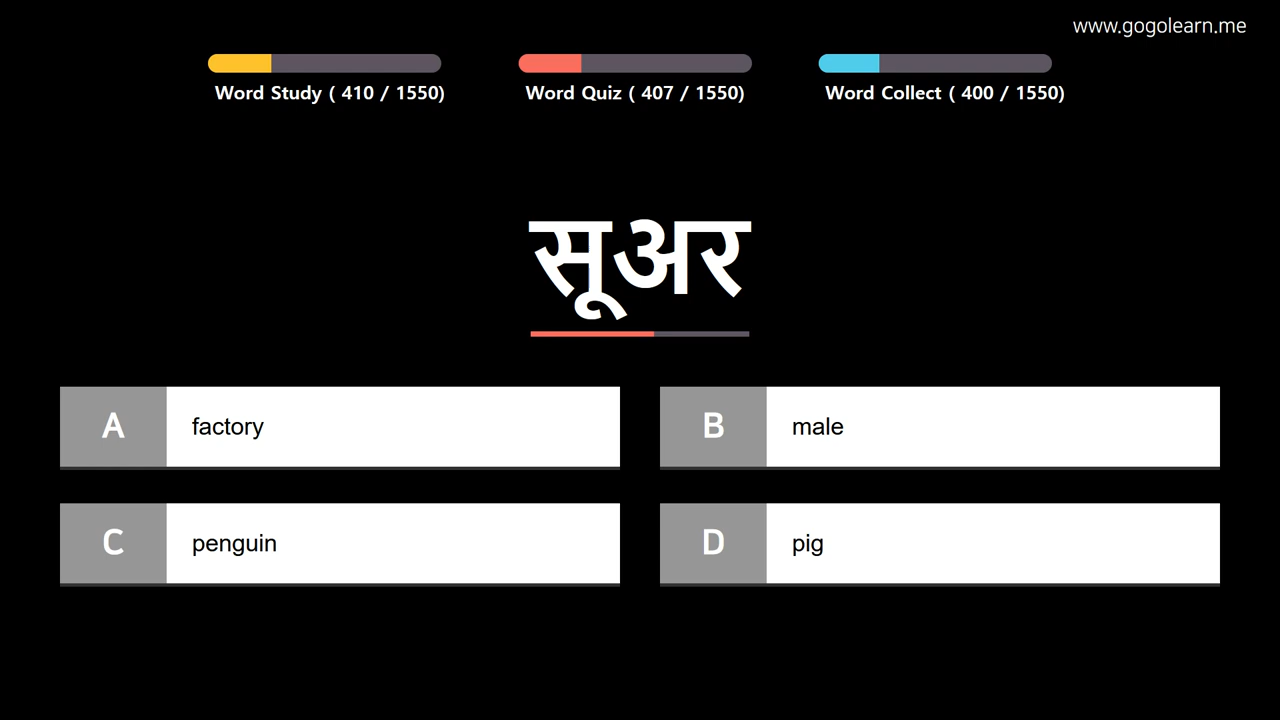 www.gogolearn.me
Word Study ( 410 / 1550)
Word Quiz ( 407 / 1550)
Word Collect ( 400 / 1550)
सूअर
A factory
B male
C penguin
D pig